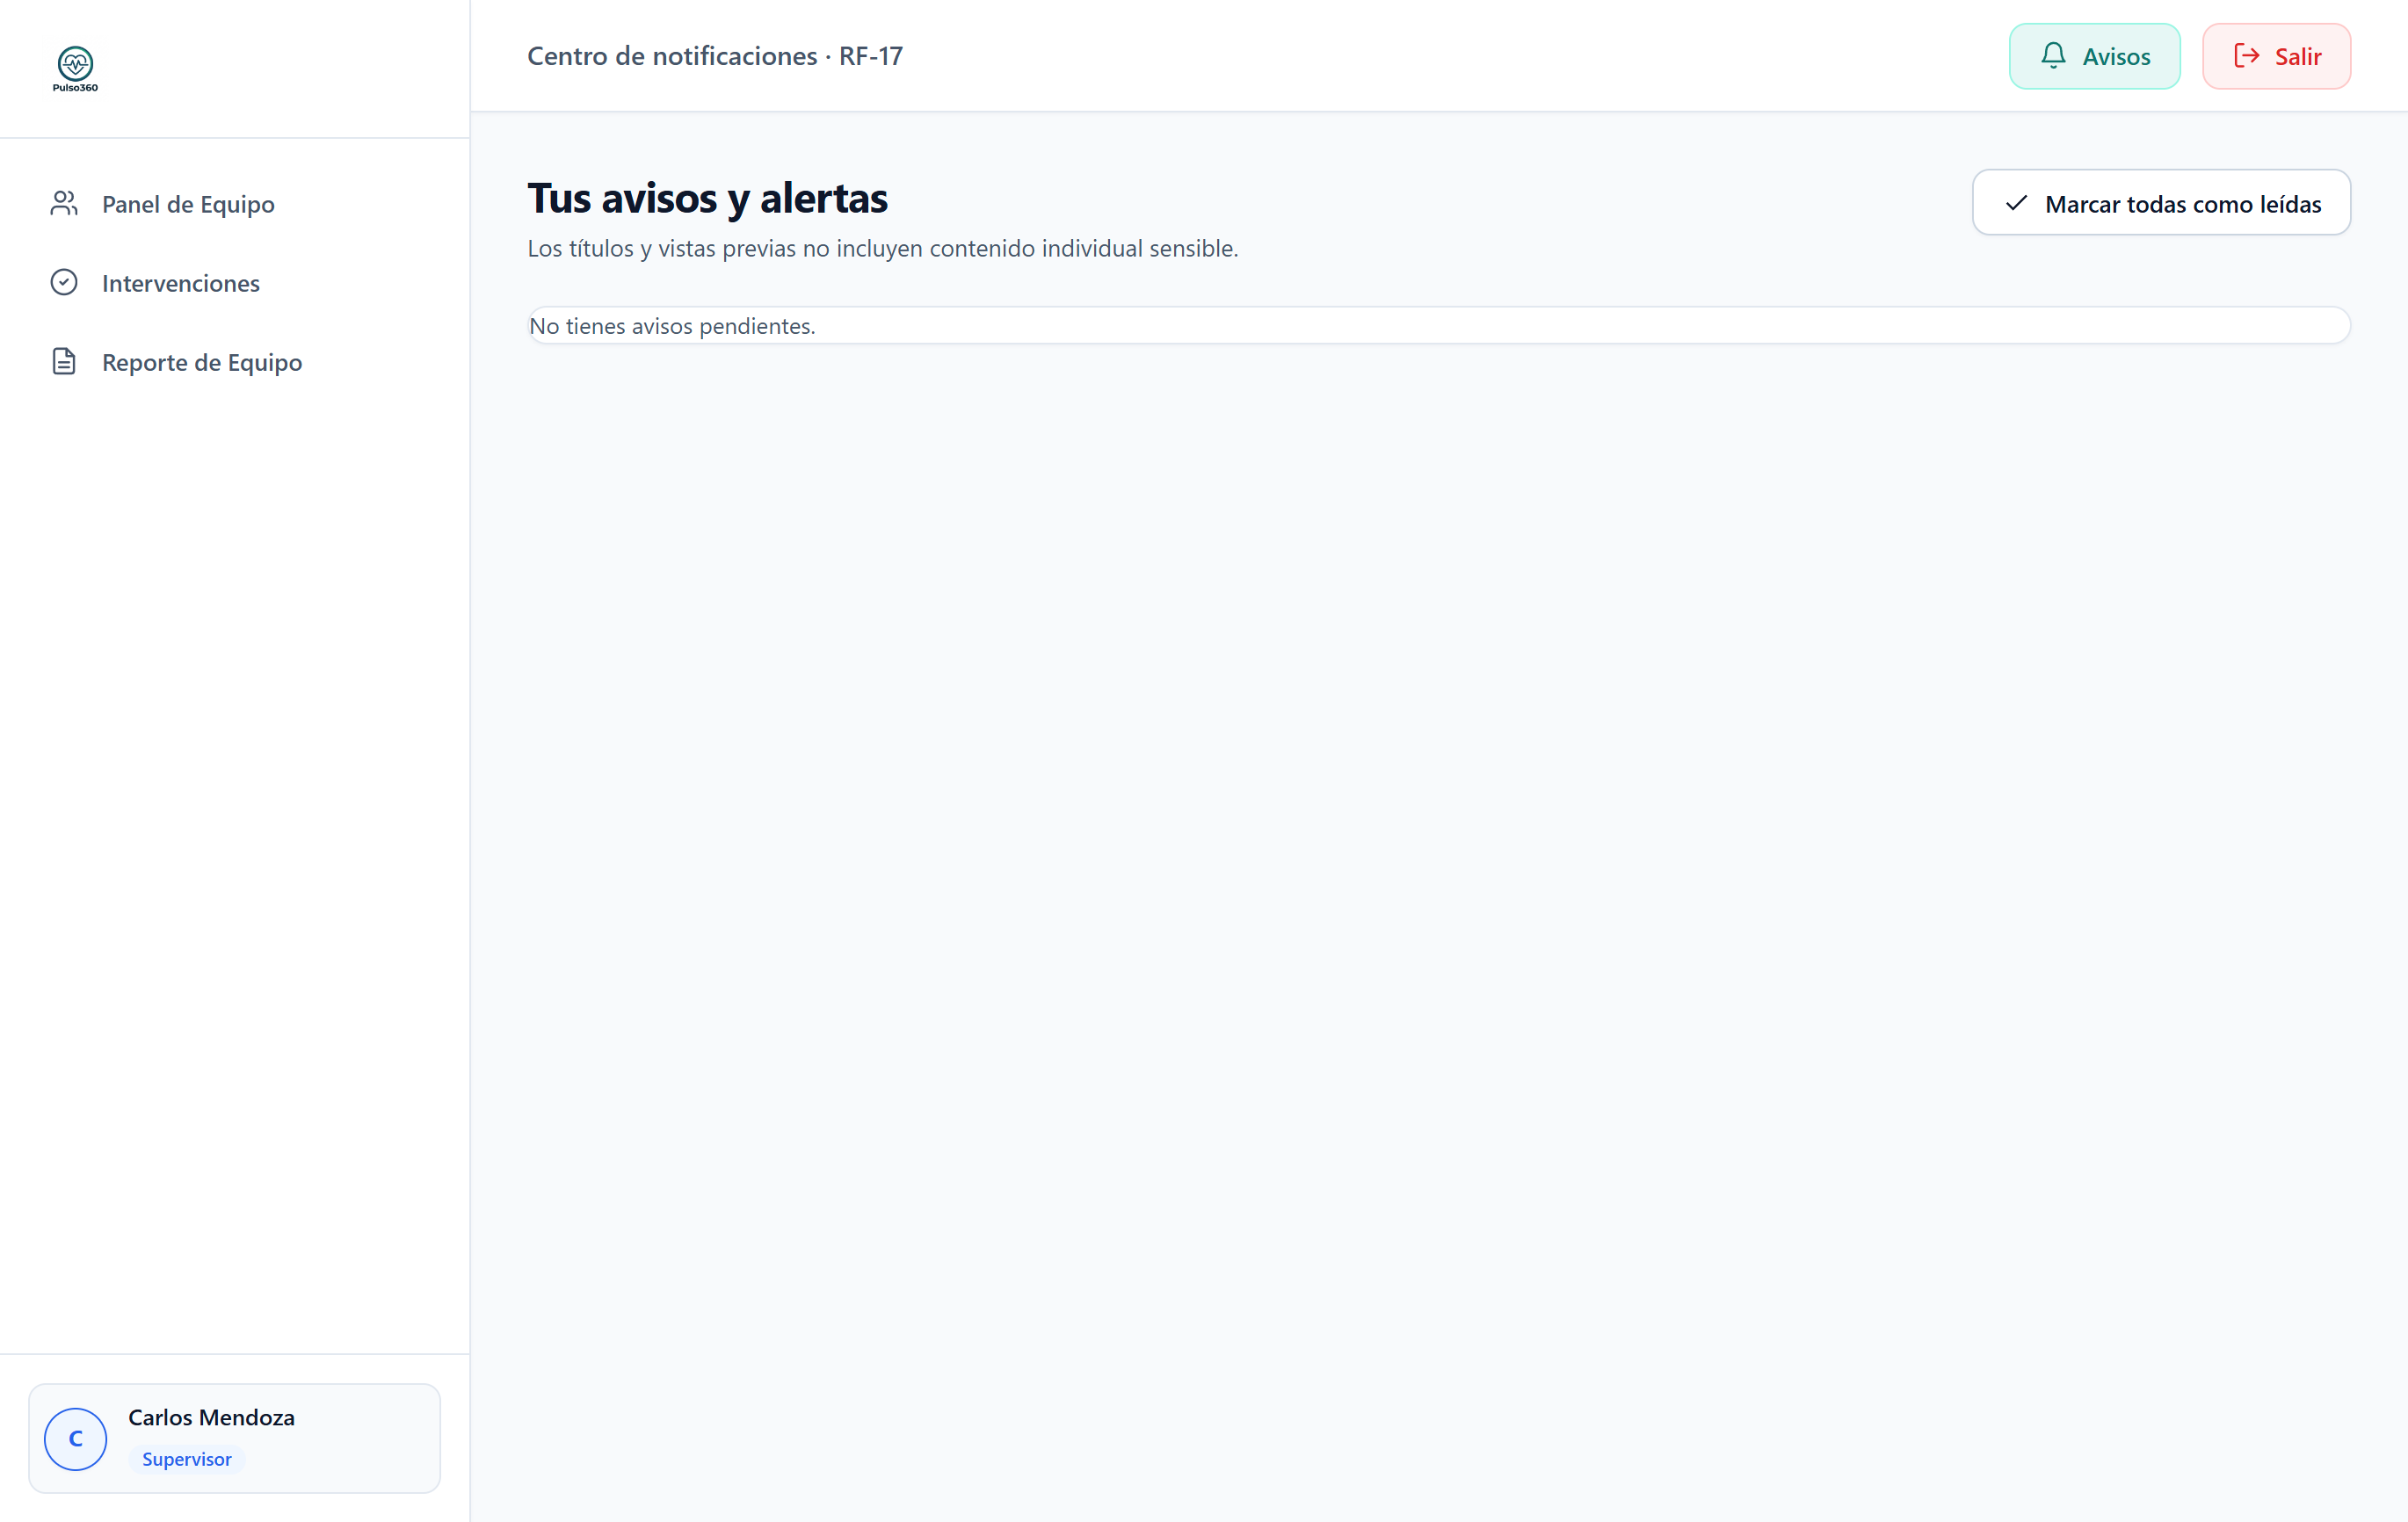 Pulso360
Centro de notificaciones · RF-17
Avisos
Salir
Panel de Equipo
Intervenciones
Reporte de Equipo
Tus avisos y alertas
Los títulos y vistas previas no incluyen contenido individual sensible.
Marcar todas como leídas
No tienes avisos pendientes.
C
Carlos Mendoza
Supervisor